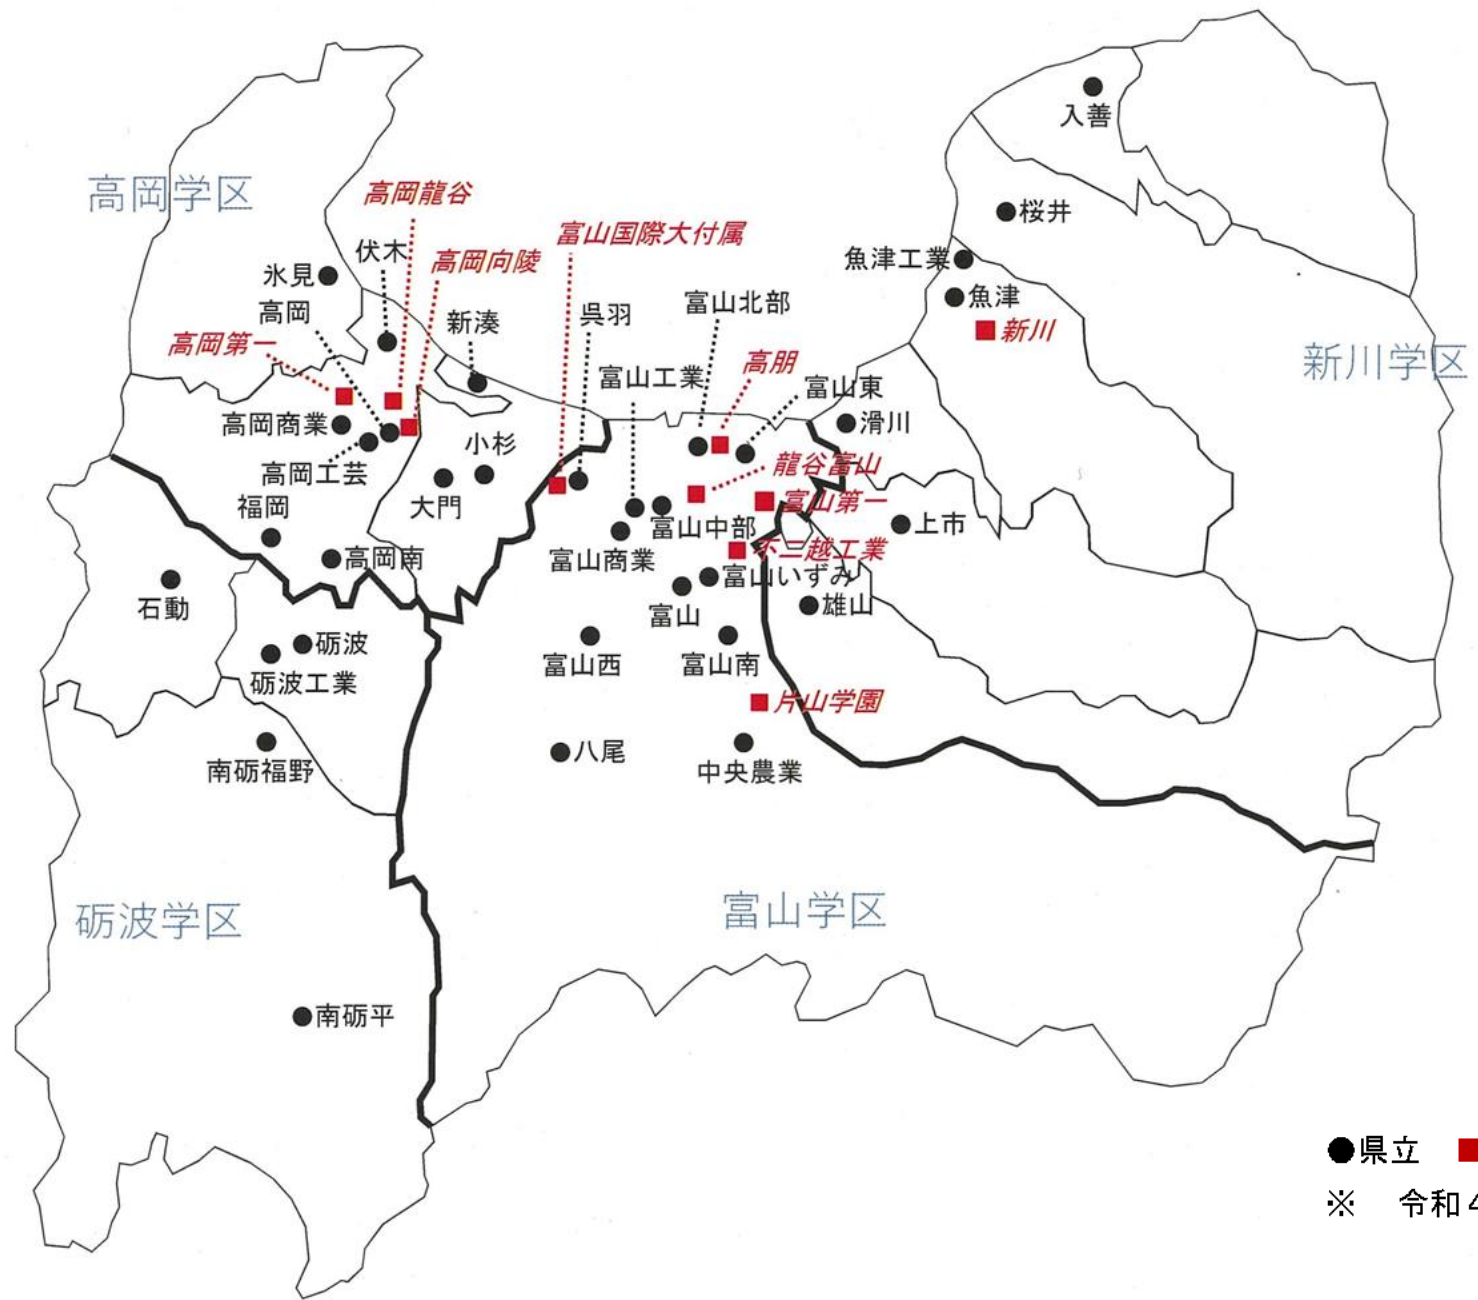 入善
高岡学区
高岡龍谷
桜井
富山国際大付属
伏木
高岡向陵
魚津工業
氷見
魚津
高岡
富山北部
呉羽
新湊
新川
高岡第一
新川学区
高朋
富山工業
富山東
高岡商業
滑川
小杉
高岡工芸
龍谷富山
大門
富山第一
福岡
富山中部
上市
高岡南
富山商業
不二越工業
富山いずみ
石動
富山
雄山
砺波
富山西
富山南
砺波工業
片山学園
南砺福野
八尾
中央農業
砺波学区
富山学区
南砺平
●県立 ■
※ 令和４